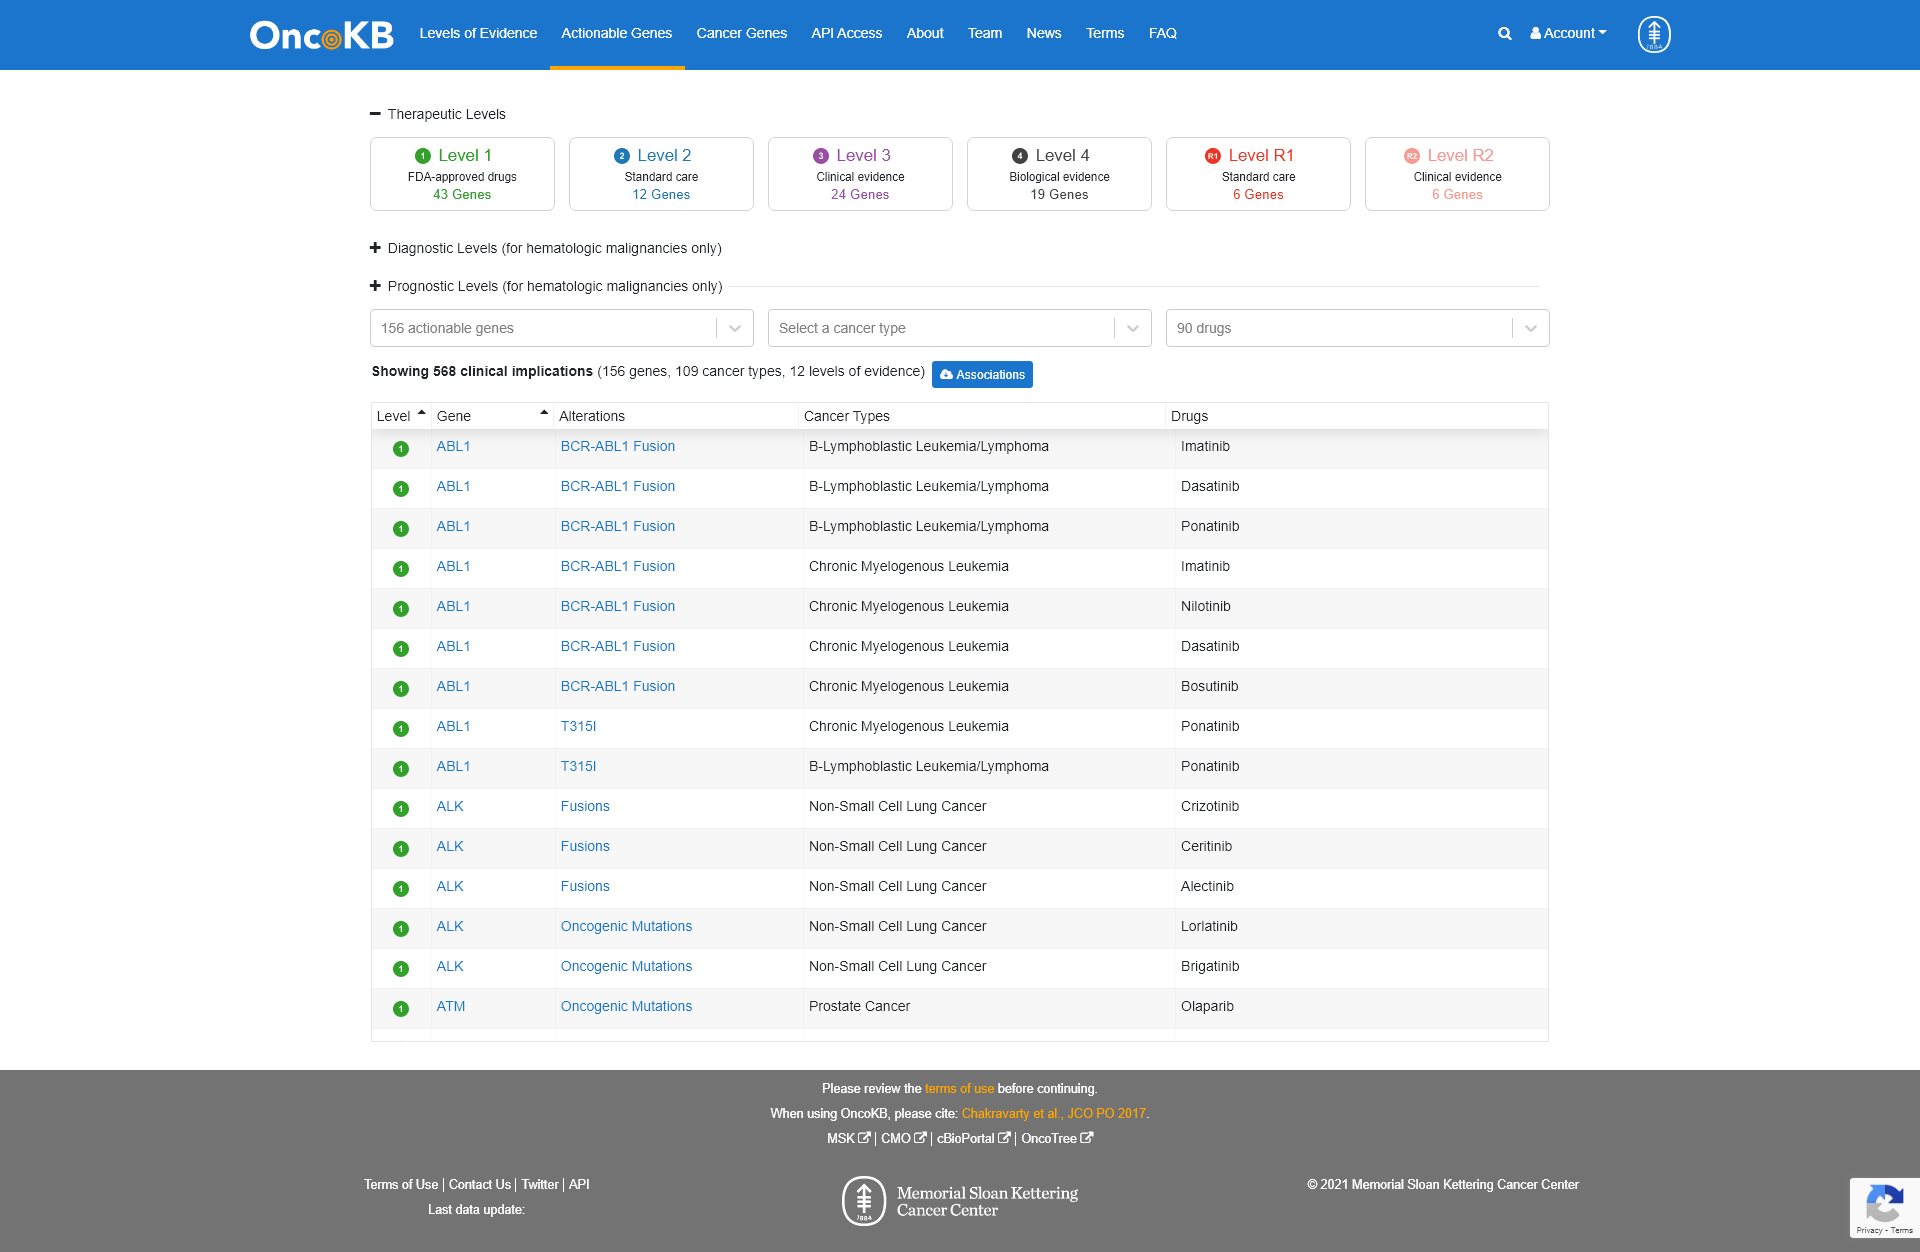 OncoKB Levels of Evidence Actionable Genes Cancer Genes API Access About Team News Terms FAQ Account
1884
Therapeutic Levels
1 Level 1 2 Level 2 3 Level 3 4 Level 4 R1 Level R1 R2 Level R2
FDA-approved drugs Standard care Clinical evidence Biological evidence Standard care Clinical evidence
43 Genes 12 Genes 24 Genes 19 Genes 6 Genes 6 Genes
Diagnostic Levels (for hematologic malignancies only)
Prognostic Levels (for hematologic malignancies only)
156 actionable genes Select a cancer type 90 drugs
Showing 568 clinical implications (156 genes, 109 cancer types, 12 levels of evidence) Associations
Level Gene Alterations Cancer Types Drugs
1 ABL1 BCR-ABL1 Fusion B-Lymphoblastic Leukemia/Lymphoma Imatinib
1 ABL1 BCR-ABL1 Fusion B-Lymphoblastic Leukemia/Lymphoma Dasatinib
1 ABL1 BCR-ABL1 Fusion B-Lymphoblastic Leukemia/Lymphoma Ponatinib
1 ABL1 BCR-ABL1 Fusion Chronic Myelogenous Leukemia Imatinib
1 ABL1 BCR-ABL1 Fusion Chronic Myelogenous Leukemia Nilotinib
1 ABL1 BCR-ABL1 Fusion Chronic Myelogenous Leukemia Dasatinib
1 ABL1 BCR-ABL1 Fusion Chronic Myelogenous Leukemia Bosutinib
1 ABL1 T315I Chronic Myelogenous Leukemia Ponatinib
1 ABL1 T315I B-Lymphoblastic Leukemia/Lymphoma Ponatinib
1 ALK Fusions Non-Small Cell Lung Cancer Crizotinib
1 ALK Fusions Non-Small Cell Lung Cancer Ceritinib
1 ALK Fusions Non-Small Cell Lung Cancer Alectinib
1 ALK Oncogenic Mutations Non-Small Cell Lung Cancer Lorlatinib
1 ALK Oncogenic Mutations Non-Small Cell Lung Cancer Brigatinib
1 ATM Oncogenic Mutations Prostate Cancer Olaparib
Please review the terms of use before continuing.
When using OncoKB, please cite: Chakravarty et al., JCO PO 2017.
MSK | CMO | cBioPortal | OncoTree
Terms of Use | Contact Us | Twitter | API
Last data update:
1884
Memorial Sloan Kettering
Cancer Center
© 2021 Memorial Sloan Kettering Cancer Center
Privacy - Terms